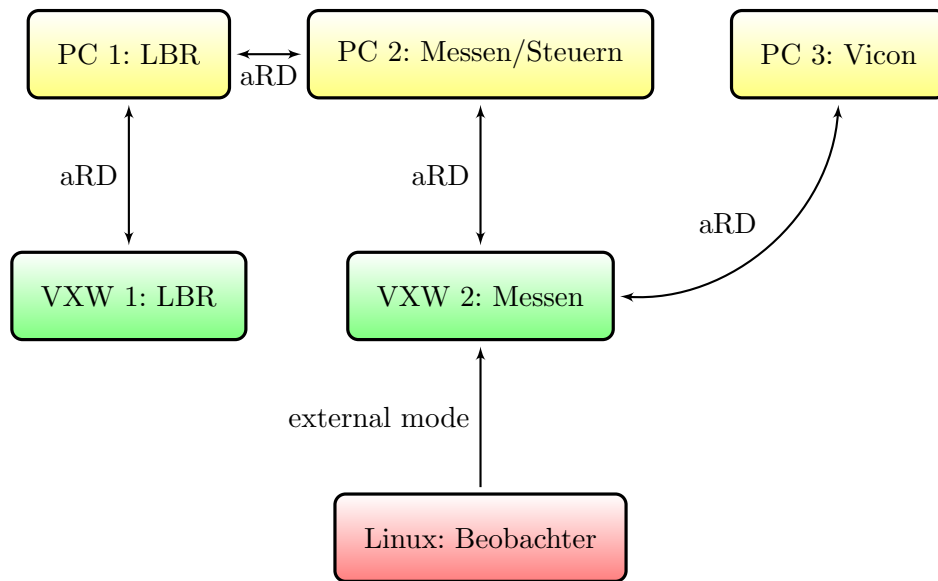 PC 1: LBR
PC 2: Messen/Steuern
PC 3: Vicon
aRD
aRD
aRD
aRD
VXW 1: LBR
VXW 2: Messen
external mode
Linux: Beobachter